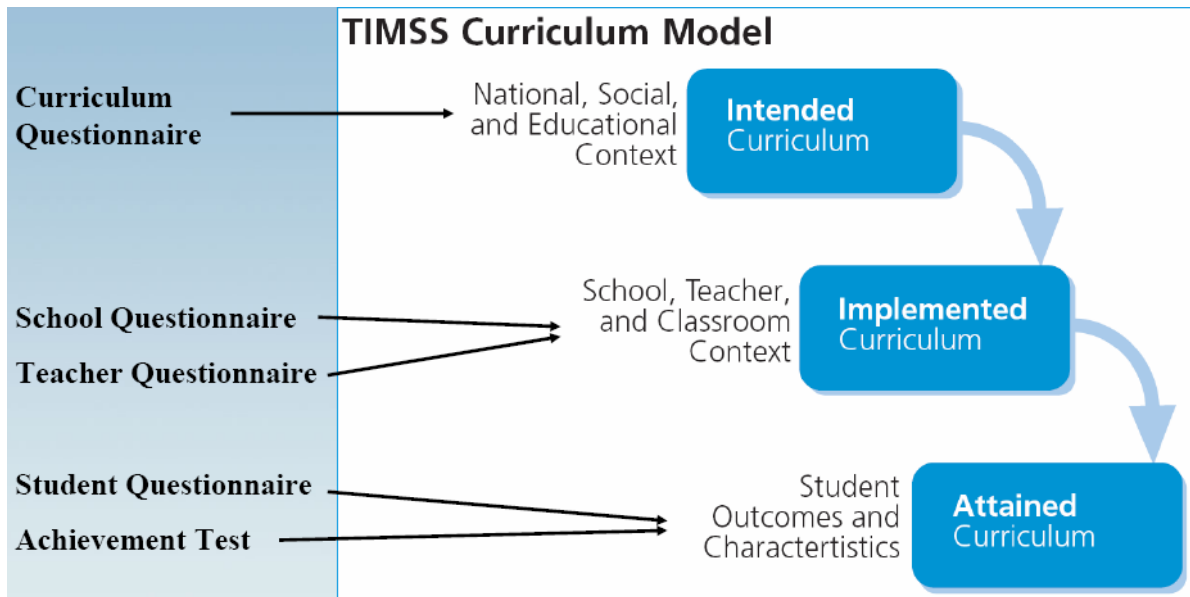 TIMSS Curriculum Model
Curriculum
Questionnaire
National, Social,
and Educational
Context
Intended
Curriculum
School Questionnaire
Teacher Questionnaire
School, Teacher,
and Classroom
Context
Implemented
Curriculum
Student Questionnaire
Achievement Test
Student
Outcomes and
Charactertistics
Attained
Curriculum